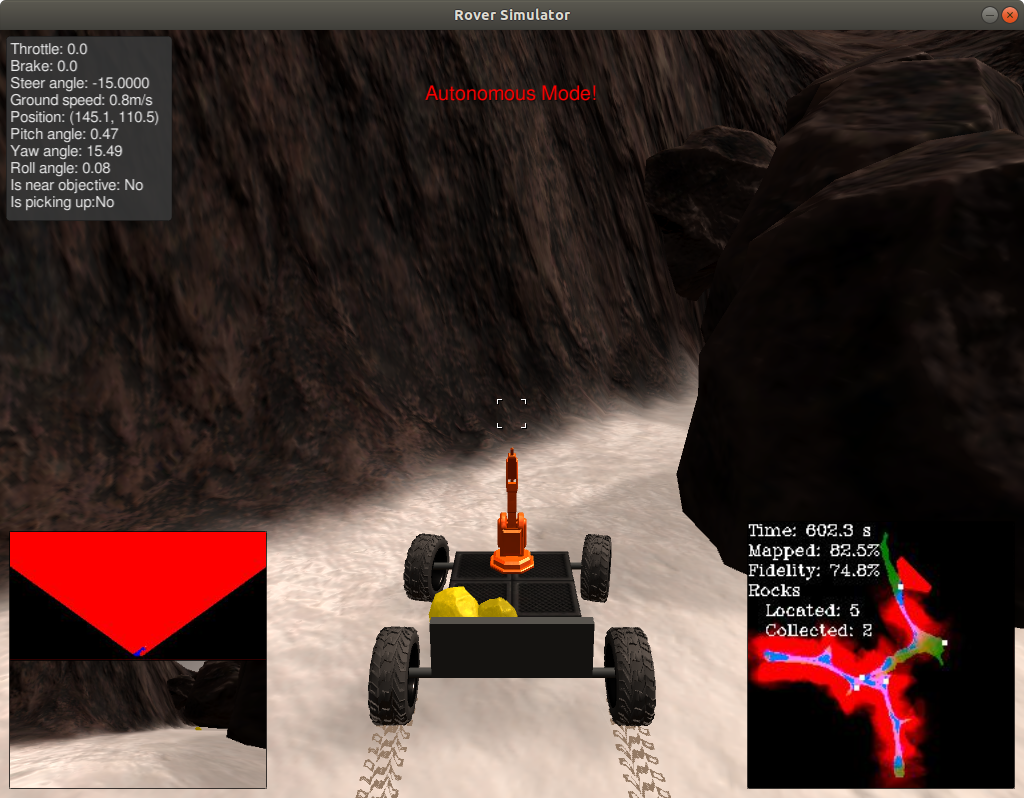 Rover Simulator
Throttle: 0.0
Brake: 0.0
Steer angle: -15.0000
Ground speed: 0.8m/s
Position: (145.1, 110.5)
Pitch angle: 0.47
Yaw angle: 15.49
Roll angle: 0.08
Is near objective: No
Is picking up:No
Autonomous Mode!
Time: 602.3 s
Mapped: 82.5%
Fidelity: 74.8%
Rocks
Located: 5
Collected: 2